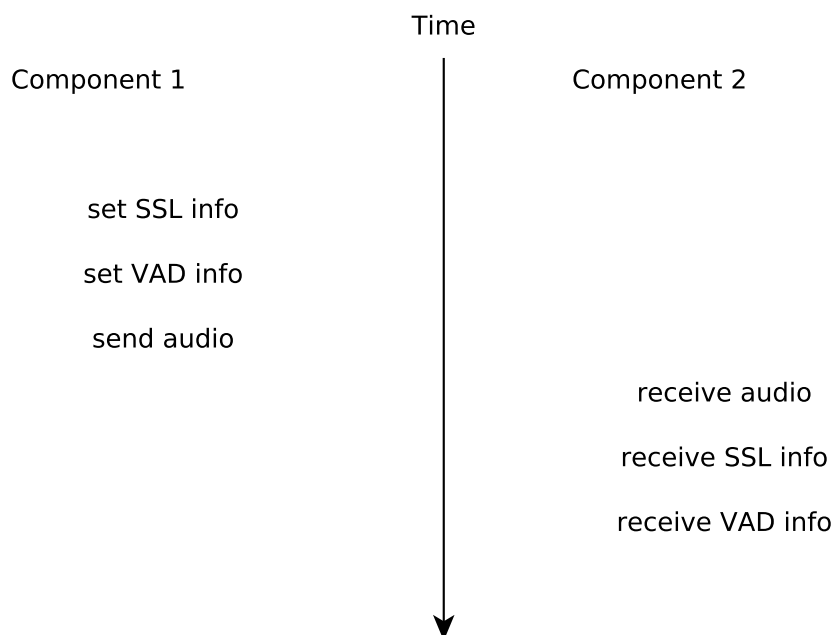 Time
Component 1
Component 2
set SSL info
set VAD info
send audio
receive audio
receive SSL info
receive VAD info